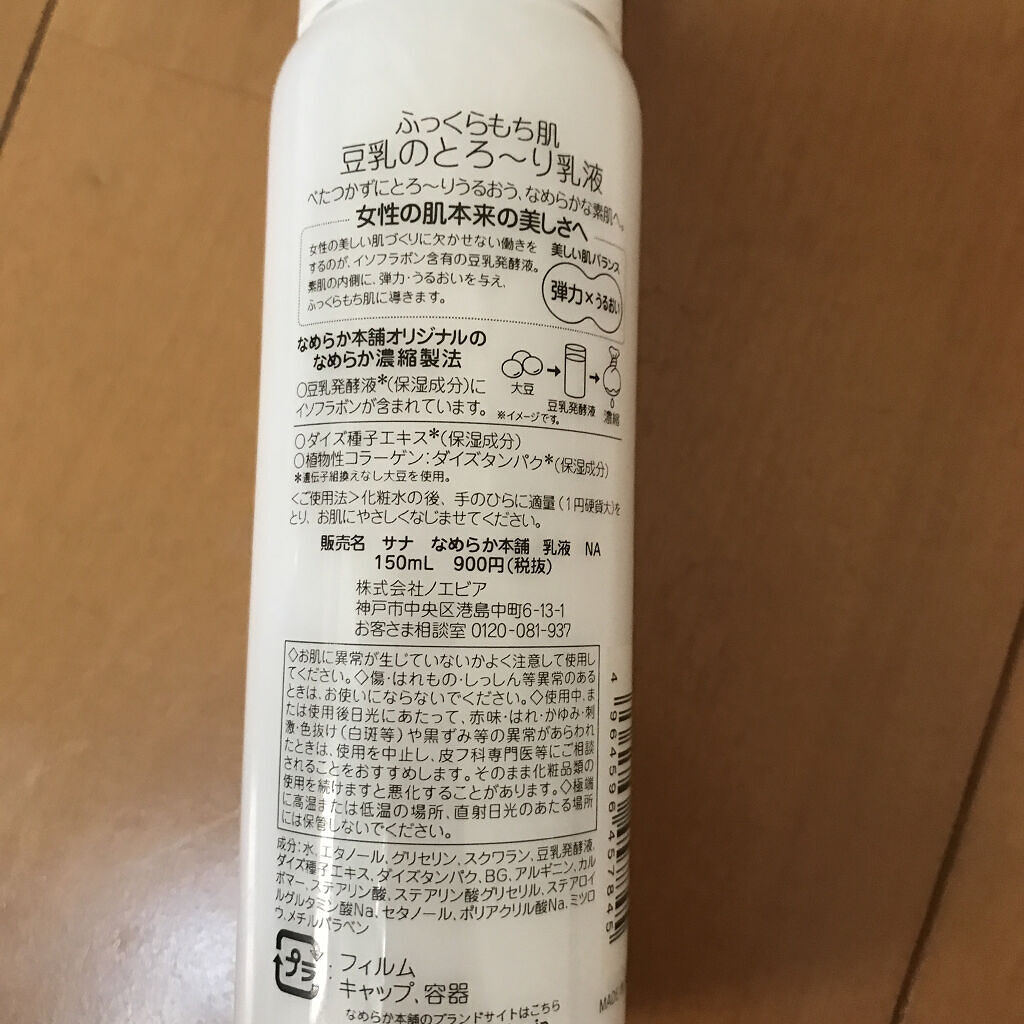 ふっくらもち肌
豆乳のとろ～り乳液
べたつかずにとろ～りうるおう、なめらかな素肌へ。
女性の肌本来の美しさへ
女性の美しい肌づくりに欠かせない働きを
するのが、イソフラボン含有の豆乳発酵液。
素肌の内側に、弾力・うるおいを与え、
ふっくらもち肌に導きます。
美しい肌バランス
弾力×うるおい
なめらか本舗オリジナルの
なめらか濃縮製法
○豆乳発酵液*(保湿成分)に
イソフラボンが含まれています。
大豆
豆乳発酵液
濃縮
※イメージです。
○ダイズ種子エキス*(保湿成分)
○植物性コラーゲン:ダイズタンパク*(保湿成分)
*遺伝子組換えなし大豆を使用。
<ご使用法>化粧水の後、手のひらに適量(1円硬貨大)を
とり、お肌にやさしくなじませてください。
販売名 サナ なめらか本舗 乳液 NA
150mL 900円(税抜)
株式会社ノエビア
神戸市中央区港島中町6-13-1
お客さま相談室 0120-081-937
◇お肌に異常が生じていないかよく注意して使用し
てください。◇傷・はれもの・しっしん等異常のある
ときは、お使いにならないでください。◇使用中、ま
たは使用後日光にあたって、赤味・はれ・かゆみ・刺
激・色抜け(白斑等)や黒ずみ等の異常があらわれ
たときは、使用を中止し、皮フ科専門医等にご相談
されることをおすすめします。そのまま化粧品類の
使用を続けますと悪化することがあります。◇極端
に高温または低温の場所、直射日光のあたる場所
には保管しないでください。
成分:水、エタノール、グリセリン、スクワラン、豆乳発酵液、
ダイズ種子エキス、ダイズタンパク、BG、アルギニン、カル
ボマー、ステアリン酸、ステアリン酸グリセリル、ステアロイ
ルグルタミン酸Na、セタノール、ポリアクリル酸Na、ミツロ
ウ、メチルパラベン
プラ
:フィルム
キャップ、容器
なめらか本舗のブランドサイトはこちら
4 964596 457845
MADE